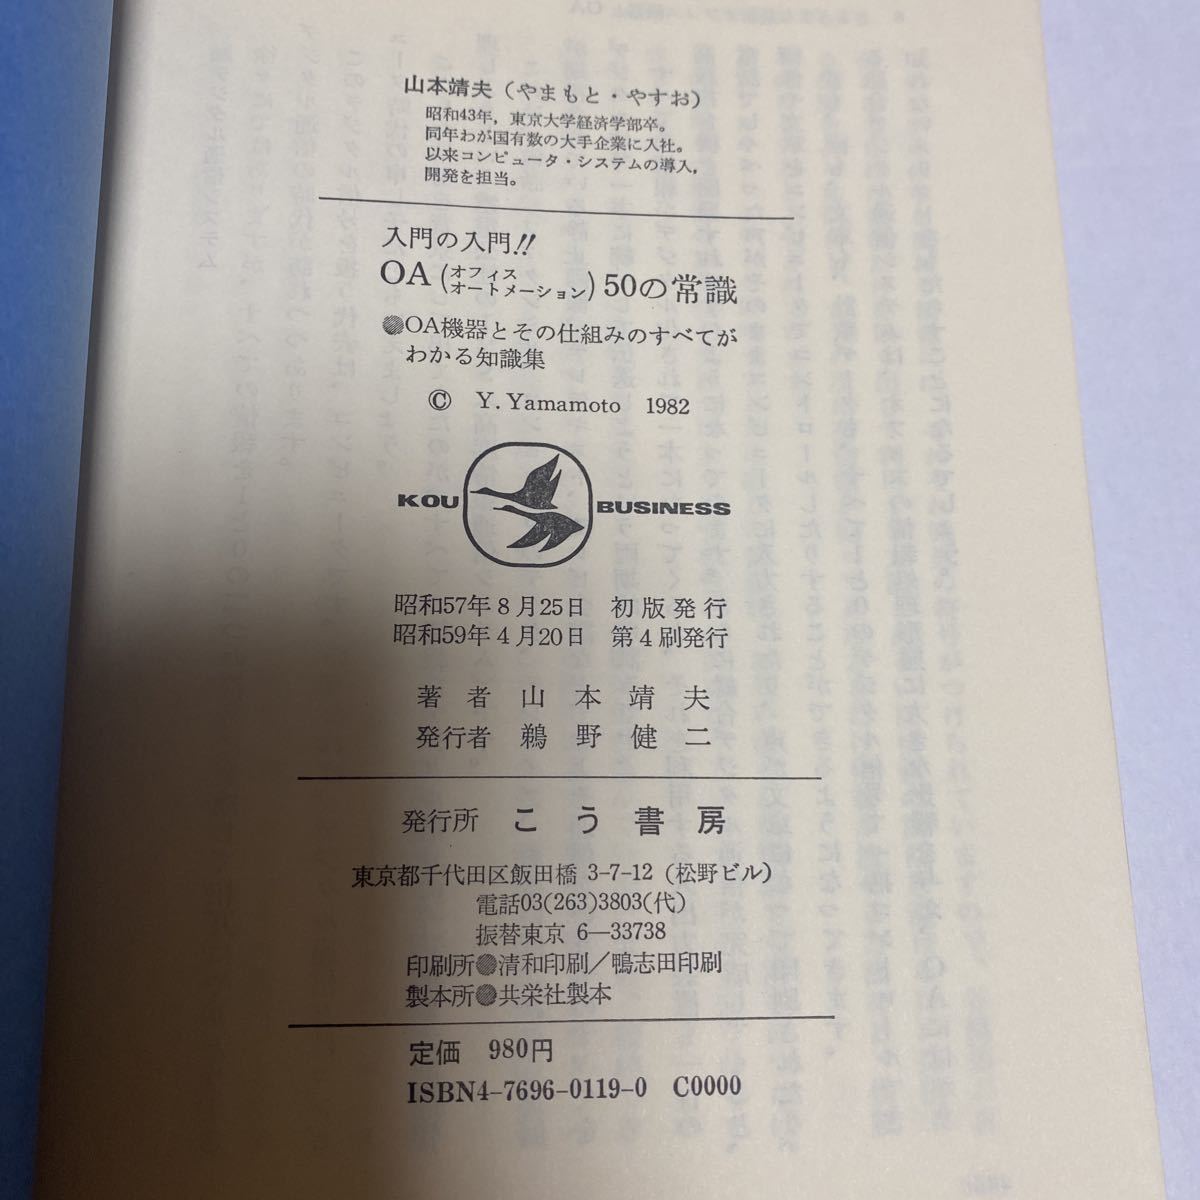 山本靖夫（やまもと・やすお）
昭和43年，東京大学経済学部卒。
同年わが国有数の大手企業に入社。
以来コンピュータ・システムの導入，
開発を担当。
入門の入門!!
OA（オフィスオートメーション）50の常識
●OA機器とその仕組みのすべてが
わかる知識集
© Y. Yamamoto 1982
KOU BUSINESS
昭和57年8月25日 初版発行
昭和59年4月20日 第4刷発行
著者 山本靖夫
発行者 鵜野健二
発行所 こう書房
東京都千代田区飯田橋 3-7-12（松野ビル）
電話03(263)3803(代)
振替東京 6―33738
印刷所●清和印刷／鴨志田印刷
製本所●共栄社製本
定価 980円
ISBN4-7696-0119-0 C0000